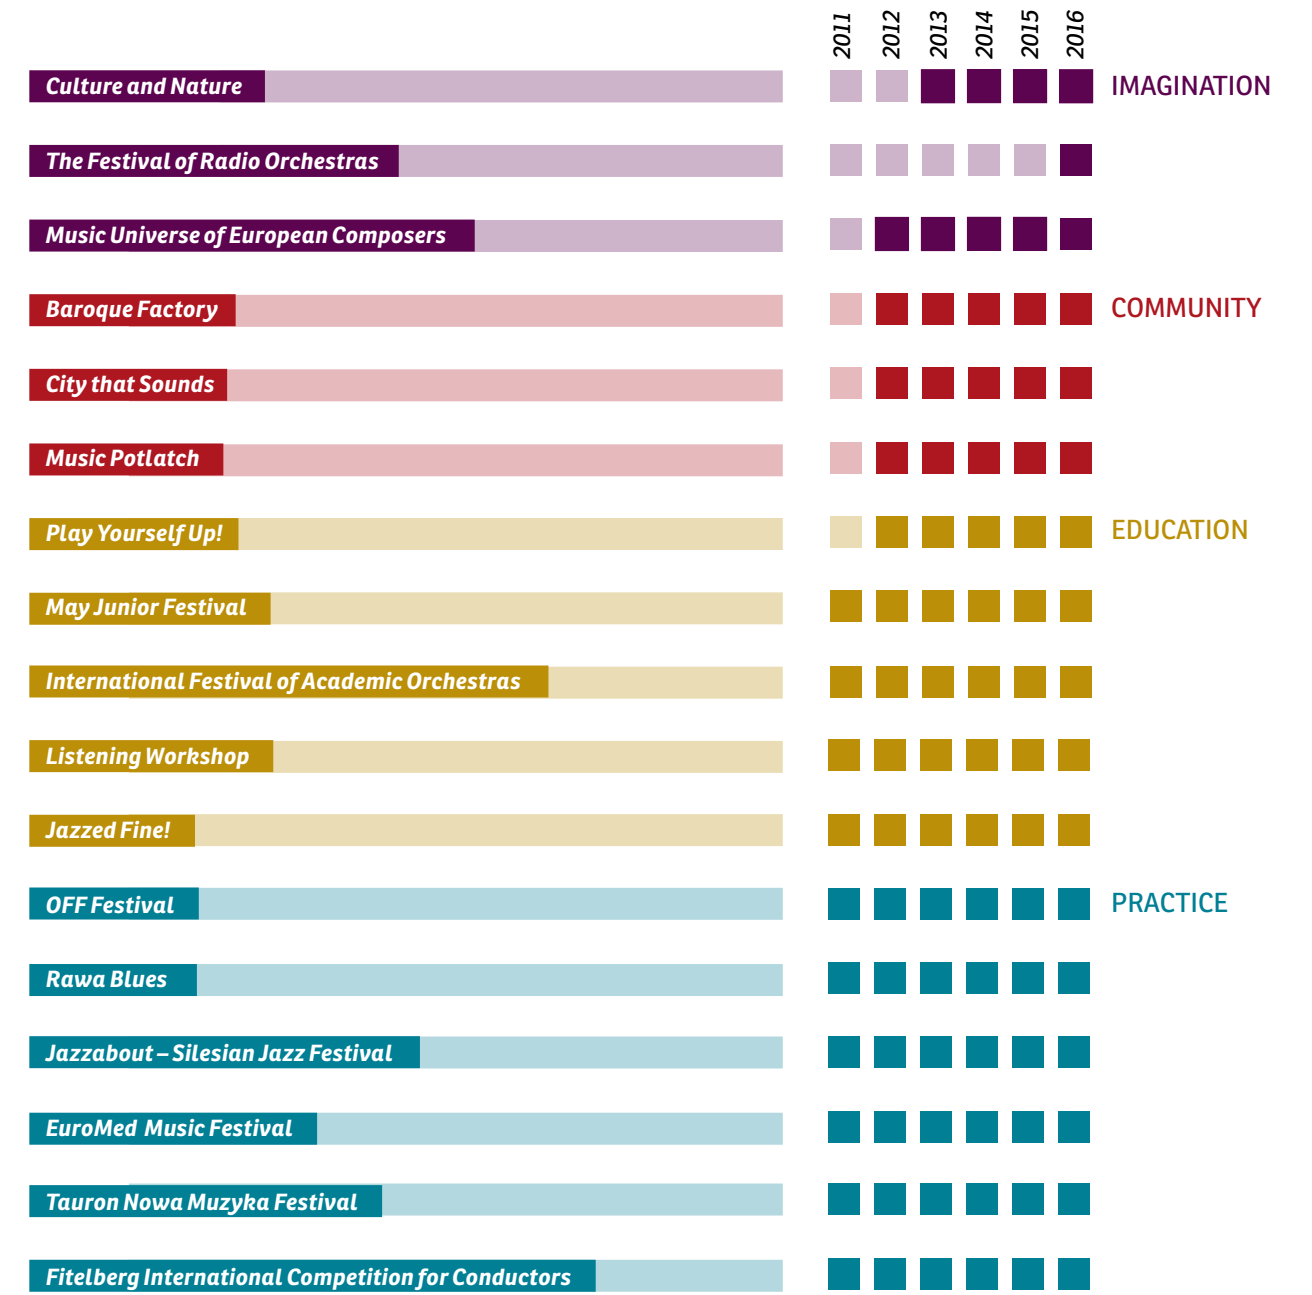 2011 2012 2013 2014 2015 2016
Culture and Nature IMAGINATION
The Festival of Radio Orchestras
Music Universe of European Composers
Baroque Factory COMMUNITY
City that Sounds
Music Potlatch
Play Yourself Up! EDUCATION
May Junior Festival
International Festival of Academic Orchestras
Listening Workshop
Jazzed Fine!
OFF Festival PRACTICE
Rawa Blues
Jazzabout – Silesian Jazz Festival
EuroMed Music Festival
Tauron Nowa Muzyka Festival
Fitelberg International Competition for Conductors